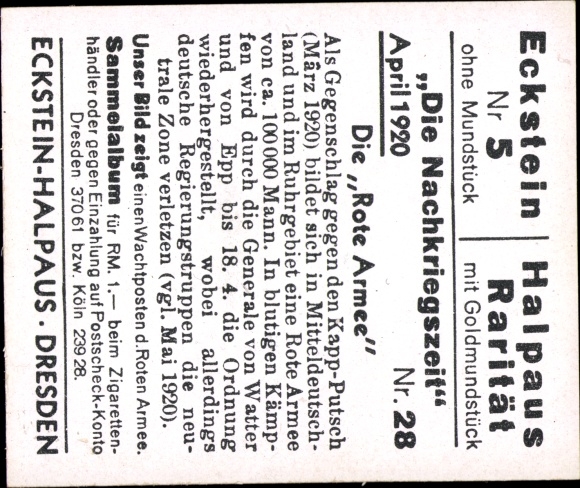 Eckstein Halpaus
Nr 5 Rarität
ohne Mundstück mit Goldmundstück
„Die Nachkriegszeit“
April 1920 Nr. 28
Die „Rote Armee“
Als Gegenschlag gegen den Kapp-Putsch
(März 1920) bildet sich in Mitteldeutsch-
land und im Ruhrgebiet eine Rote Armee
von ca. 100 000 Mann. In blutigen Kämp-
fen wird durch die Generale von Watter
und von Epp bis 18. 4. die Ordnung
wiederhergestellt, wobei allerdings
deutsche Regierungstruppen die neu-
trale Zone verletzen (vgl. Mai 1920).
Unser Bild zeigt einen Wachtposten d. Roten Armee.
Sammelalbum für RM. 1.— beim Zigaretten-
händler oder gegen Einzahlung auf Postscheck-Konto
Dresden 370 61 bzw. Köln 239 28.
ECKSTEIN-HALPAUS · DRESDEN